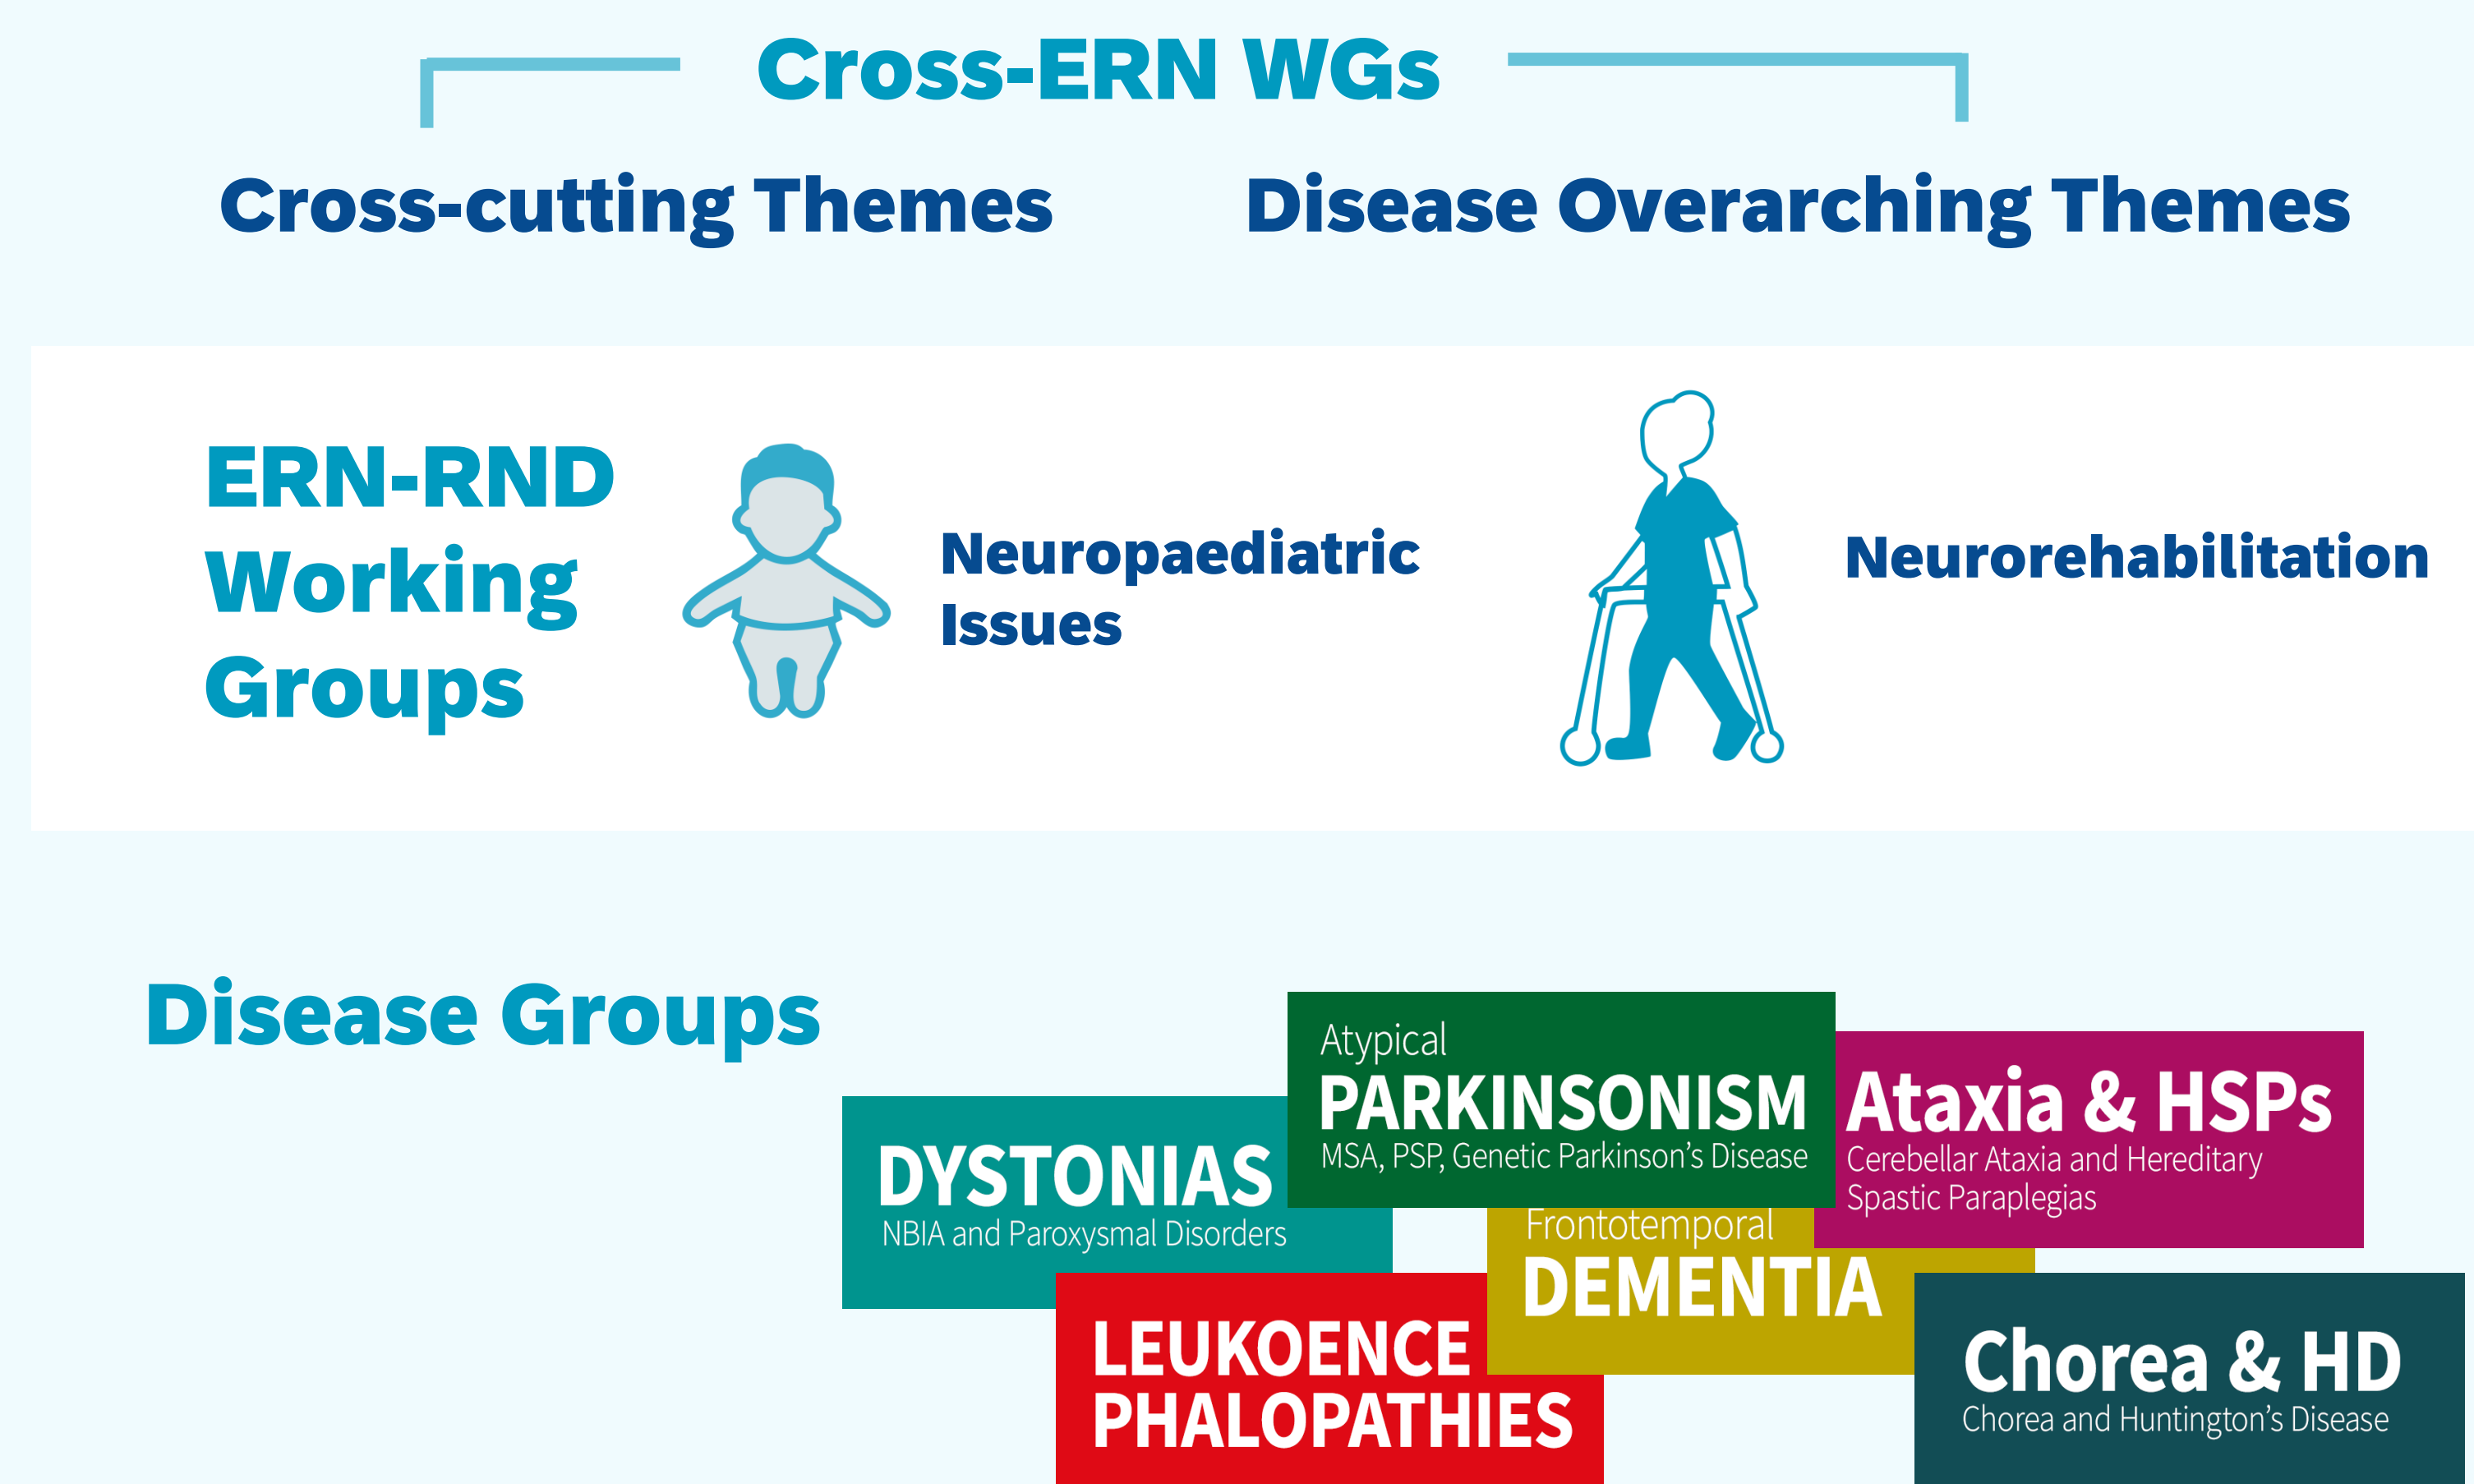 Cross-ERN WGs
Cross-cutting Themes
Disease Overarching Themes
ERN-RND
Working
Groups
Neuropaediatric
Issues
Neurorehabilitation
Disease Groups
DYSTONIAS
NBIA and Paroxysmal Disorders
Atypical
PARKINSONISM
MSA, PSP, Genetic Parkinson's Disease
Ataxia & HSPs
Cerebellar Ataxia and Hereditary
Spastic Paraplegias
LEUKOENCE
PHALOPATHIES
Frontotemporal
DEMENTIA
Chorea & HD
Chorea and Huntington's Disease